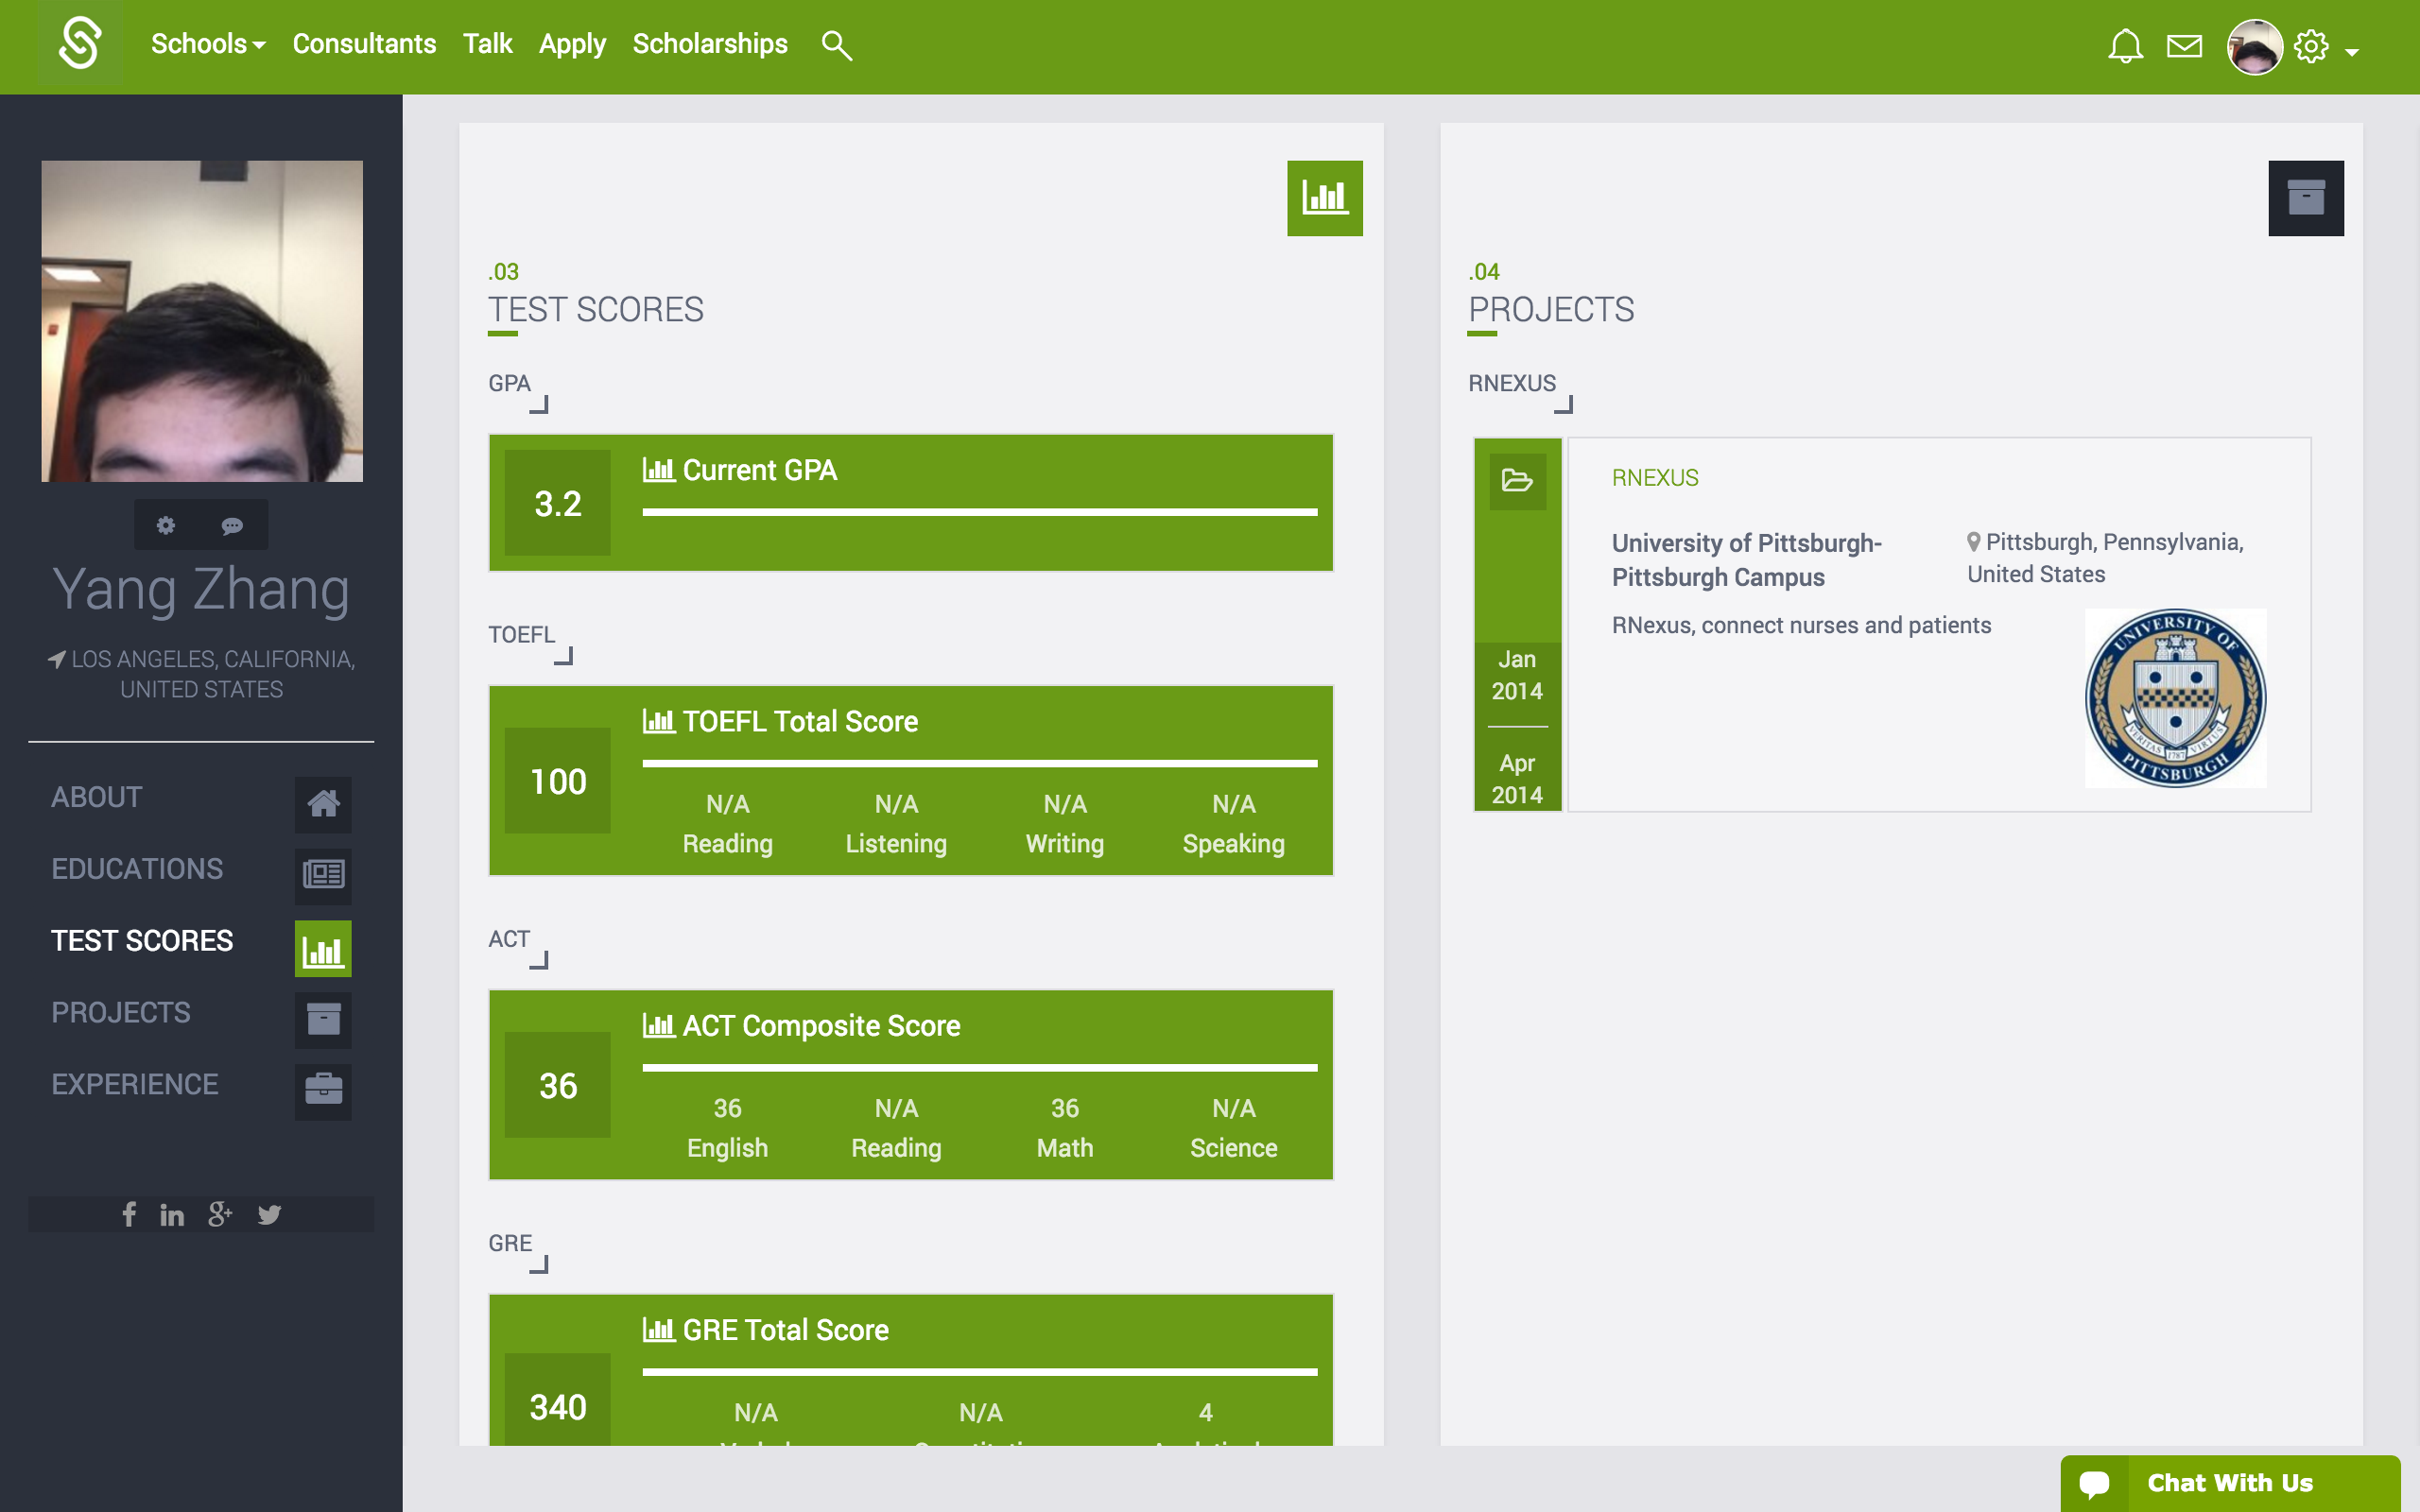 Schools Consultants Talk Apply Scholarships
Yang Zhang
LOS ANGELES, CALIFORNIA,
UNITED STATES
ABOUT
EDUCATIONS
TEST SCORES
PROJECTS
EXPERIENCE
.03
TEST SCORES
GPA
3.2
Current GPA
TOEFL
100
TOEFL Total Score
N/A N/A N/A N/A
Reading Listening Writing Speaking
ACT
36
ACT Composite Score
36 N/A 36 N/A
English Reading Math Science
GRE
340
GRE Total Score
N/A N/A 4
.04
PROJECTS
RNEXUS
Jan
2014
Apr
2014
RNEXUS
University of Pittsburgh-
Pittsburgh Campus
Pittsburgh, Pennsylvania,
United States
RNexus, connect nurses and patients
UNIVERSITY OF
VERITAS 1787 VIRTUS
PITTSBURGH
Chat With Us